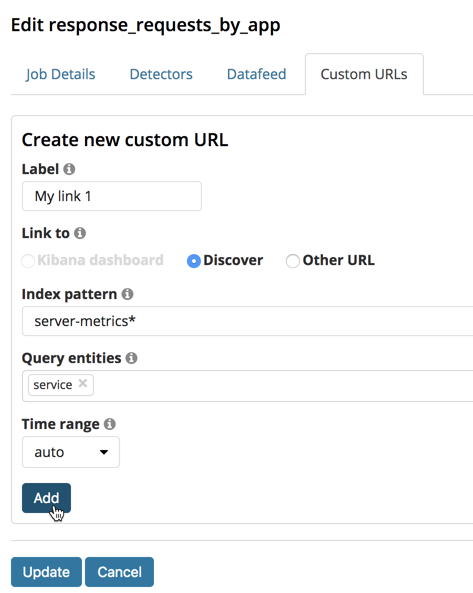 Edit response_requests_by_app
Job Details Detectors Datafeed Custom URLs
Create new custom URL
Label
My link 1
Link to
Kibana dashboard Discover Other URL
Index pattern
server-metrics*
Query entities
service
Time range
auto
Add
Update Cancel